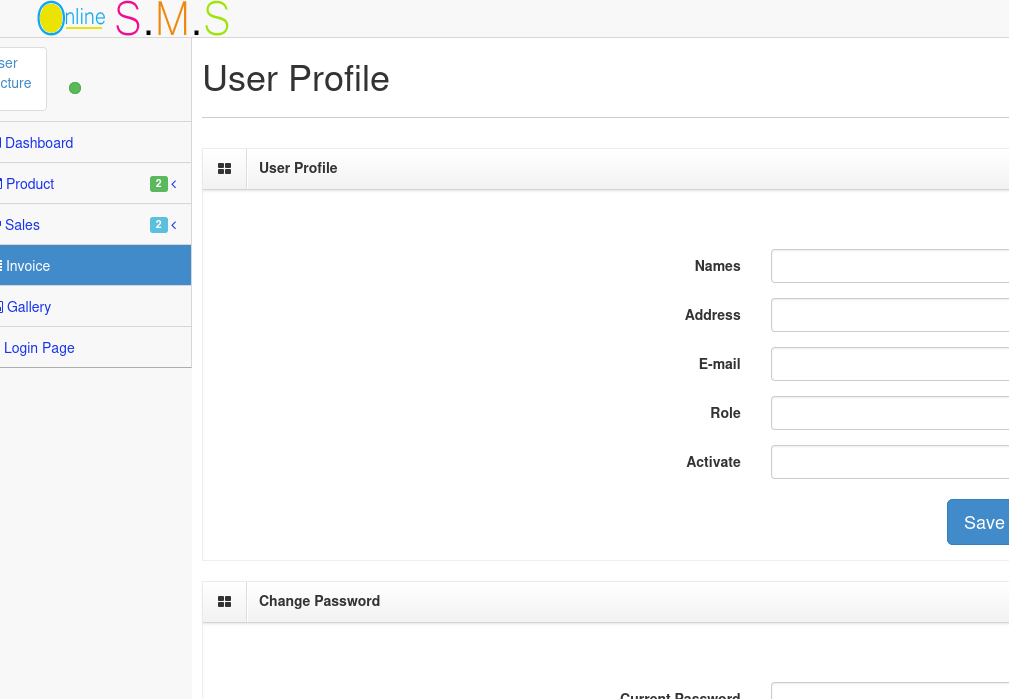 Online S.M.S
ser
cture
User Profile
Dashboard
Product 2
Sales 2
Invoice
Gallery
Login Page
User Profile
Names
Address
E-mail
Role
Activate
Save
Change Password
Current Password